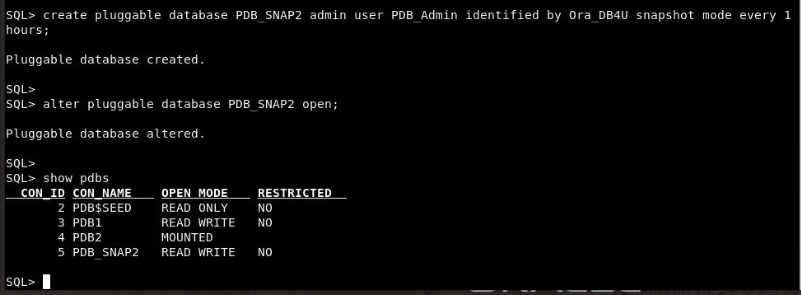 SQL> create pluggable database PDB_SNAP2 admin user PDB_Admin identified by Ora_DB4U snapshot mode every 1
hours;
Pluggable database created.
SQL>
SQL> alter pluggable database PDB_SNAP2 open;
Pluggable database altered.
SQL>
SQL> show pdbs
CON_ID CON_NAME OPEN MODE RESTRICTED
2 PDB$SEED READ ONLY NO
3 PDB1 READ WRITE NO
4 PDB2 MOUNTED
5 PDB_SNAP2 READ WRITE NO
SQL>